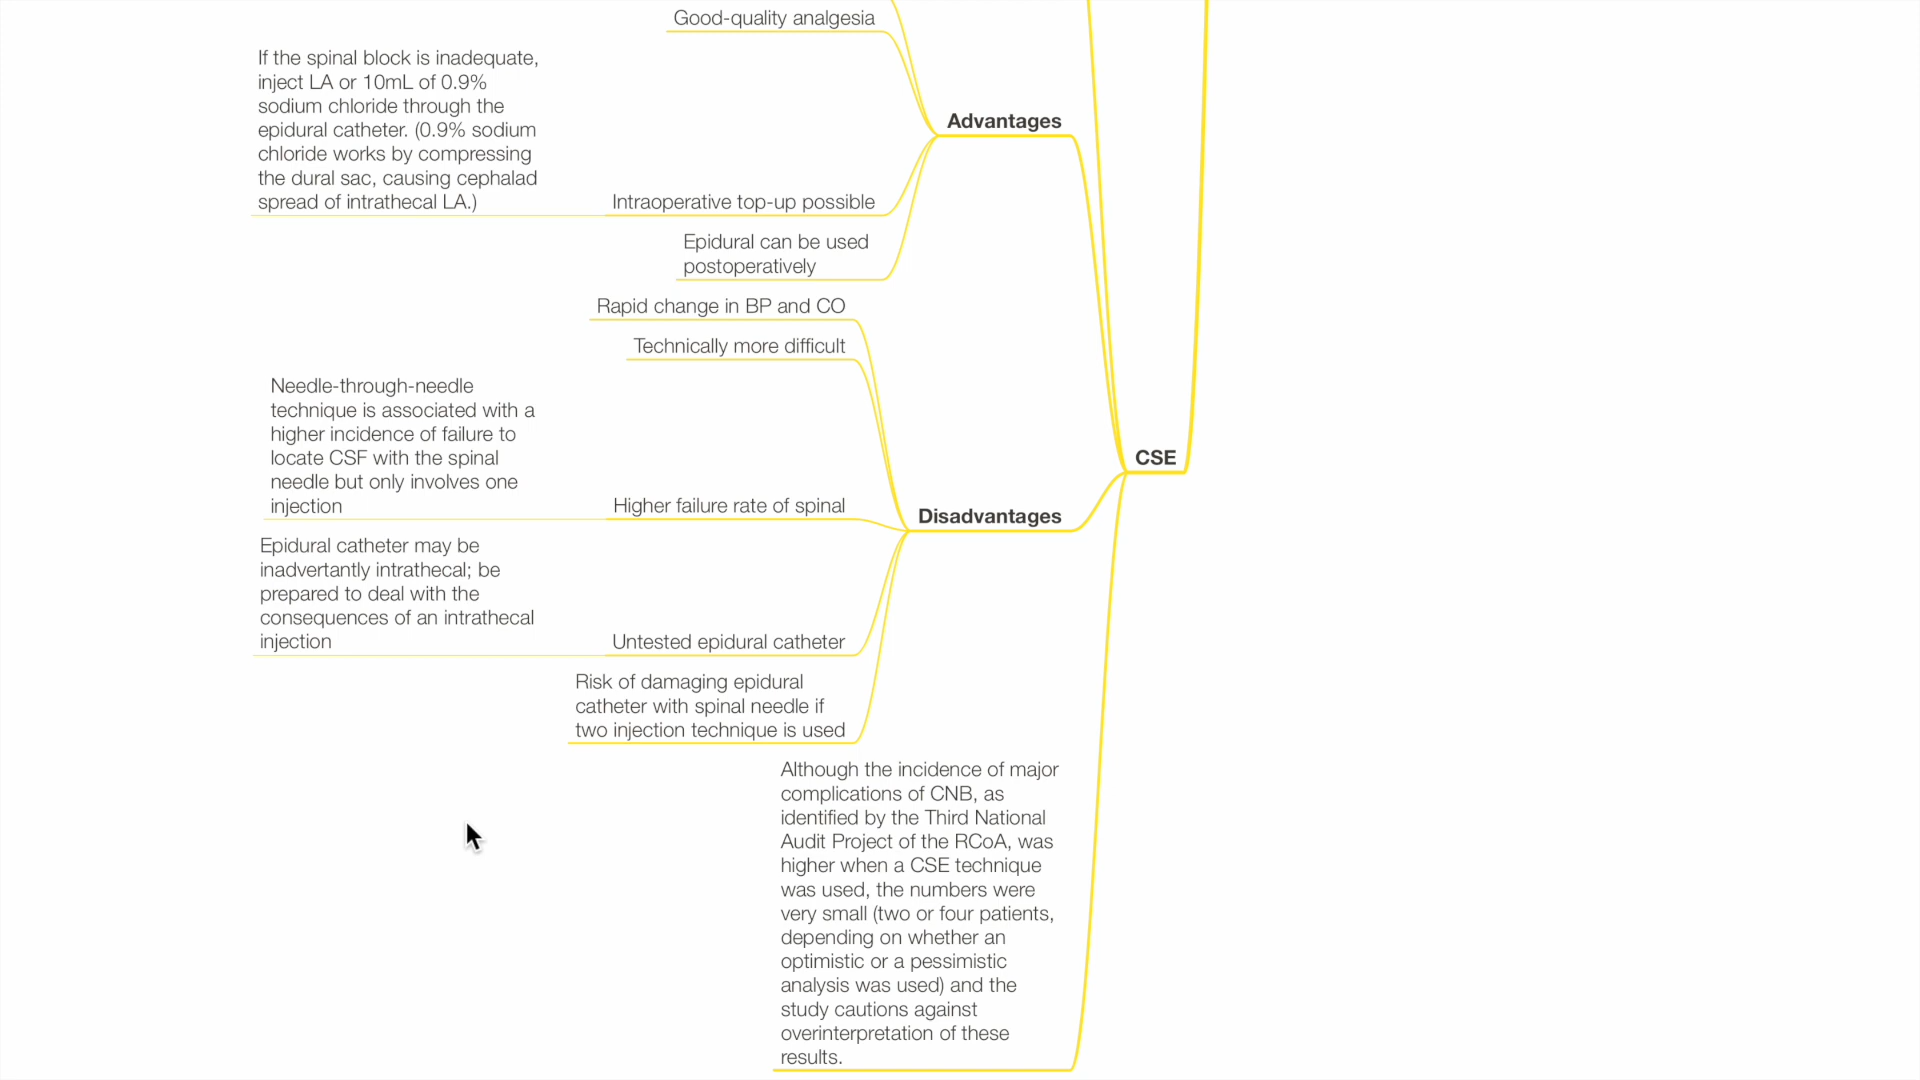 Good-quality analgesia
If the spinal block is inadequate,
inject LA or 10mL of 0.9%
sodium chloride through the
epidural catheter. (0.9% sodium
chloride works by compressing
the dural sac, causing cephalad
spread of intrathecal LA.)
Advantages
Intraoperative top-up possible
Epidural can be used
postoperatively
Rapid change in BP and CO
Technically more difficult
Needle-through-needle
technique is associated with a
higher incidence of failure to
locate CSF with the spinal
needle but only involves one
injection
Higher failure rate of spinal
CSE
Disadvantages
Epidural catheter may be
inadvertantly intrathecal; be
prepared to deal with the
consequences of an intrathecal
injection
Untested epidural catheter
Risk of damaging epidural
catheter with spinal needle if
two injection technique is used
Although the incidence of major
complications of CNB, as
identified by the Third National
Audit Project of the RCoA, was
higher when a CSE technique
was used, the numbers were
very small (two or four patients,
depending on whether an
optimistic or a pessimistic
analysis was used) and the
study cautions against
overinterpretation of these
results.